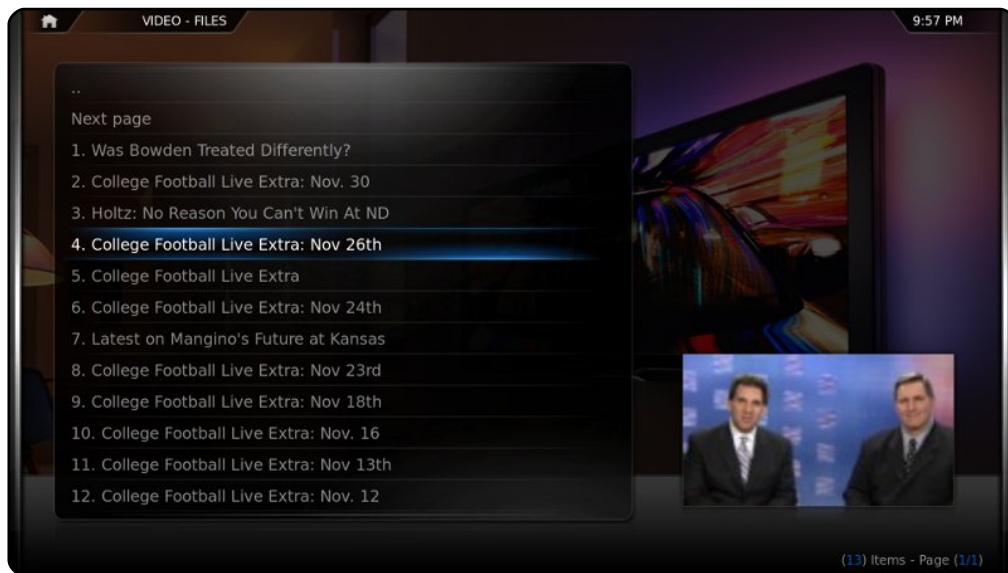 VIDEO - FILES
9:57 PM
..
Next page
1. Was Bowden Treated Differently?
2. College Football Live Extra: Nov. 30
3. Holtz: No Reason You Can't Win At ND
4. College Football Live Extra: Nov 26th
5. College Football Live Extra
6. College Football Live Extra: Nov 24th
7. Latest on Mangino's Future at Kansas
8. College Football Live Extra: Nov 23rd
9. College Football Live Extra: Nov 18th
10. College Football Live Extra: Nov. 16
11. College Football Live Extra: Nov 13th
12. College Football Live Extra: Nov. 12
(13) Items - Page (1/1)